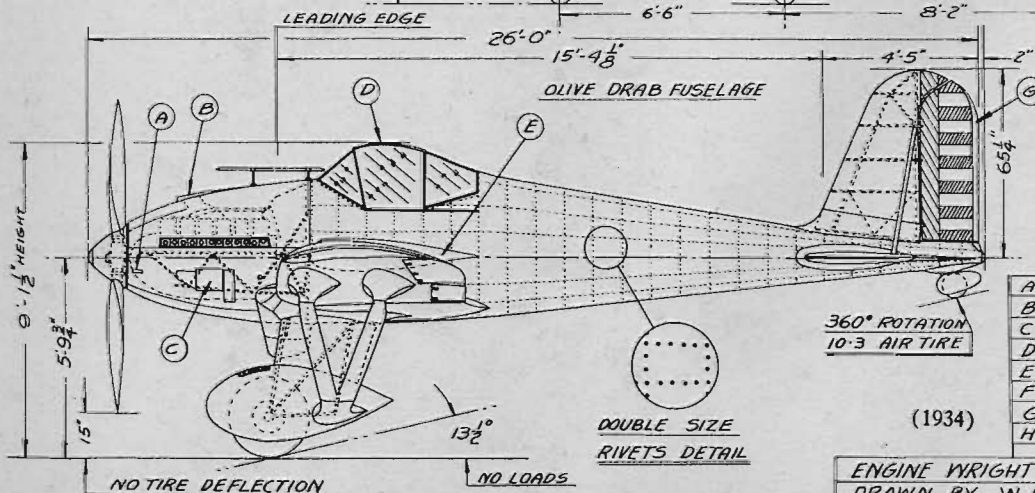 6'-6"
8'-2"
LEADING EDGE
26'-0"
15'-4 1/8"
4'-5"
2"
OLIVE DRAB FUSELAGE
A
B
D
E
G
65 1/4"
9'-1 1/2" HEIGHT
5'-9 3/4"
C
15"
13 1/2°
360° ROTATION
10·3 AIR TIRE
DOUBLE SIZE
RIVETS DETAIL
(1934)
NO TIRE DEFLECTION
NO LOADS
A
B
C
D
E
F
G
H
ENGINE WRIGHT
DRAWN BY W